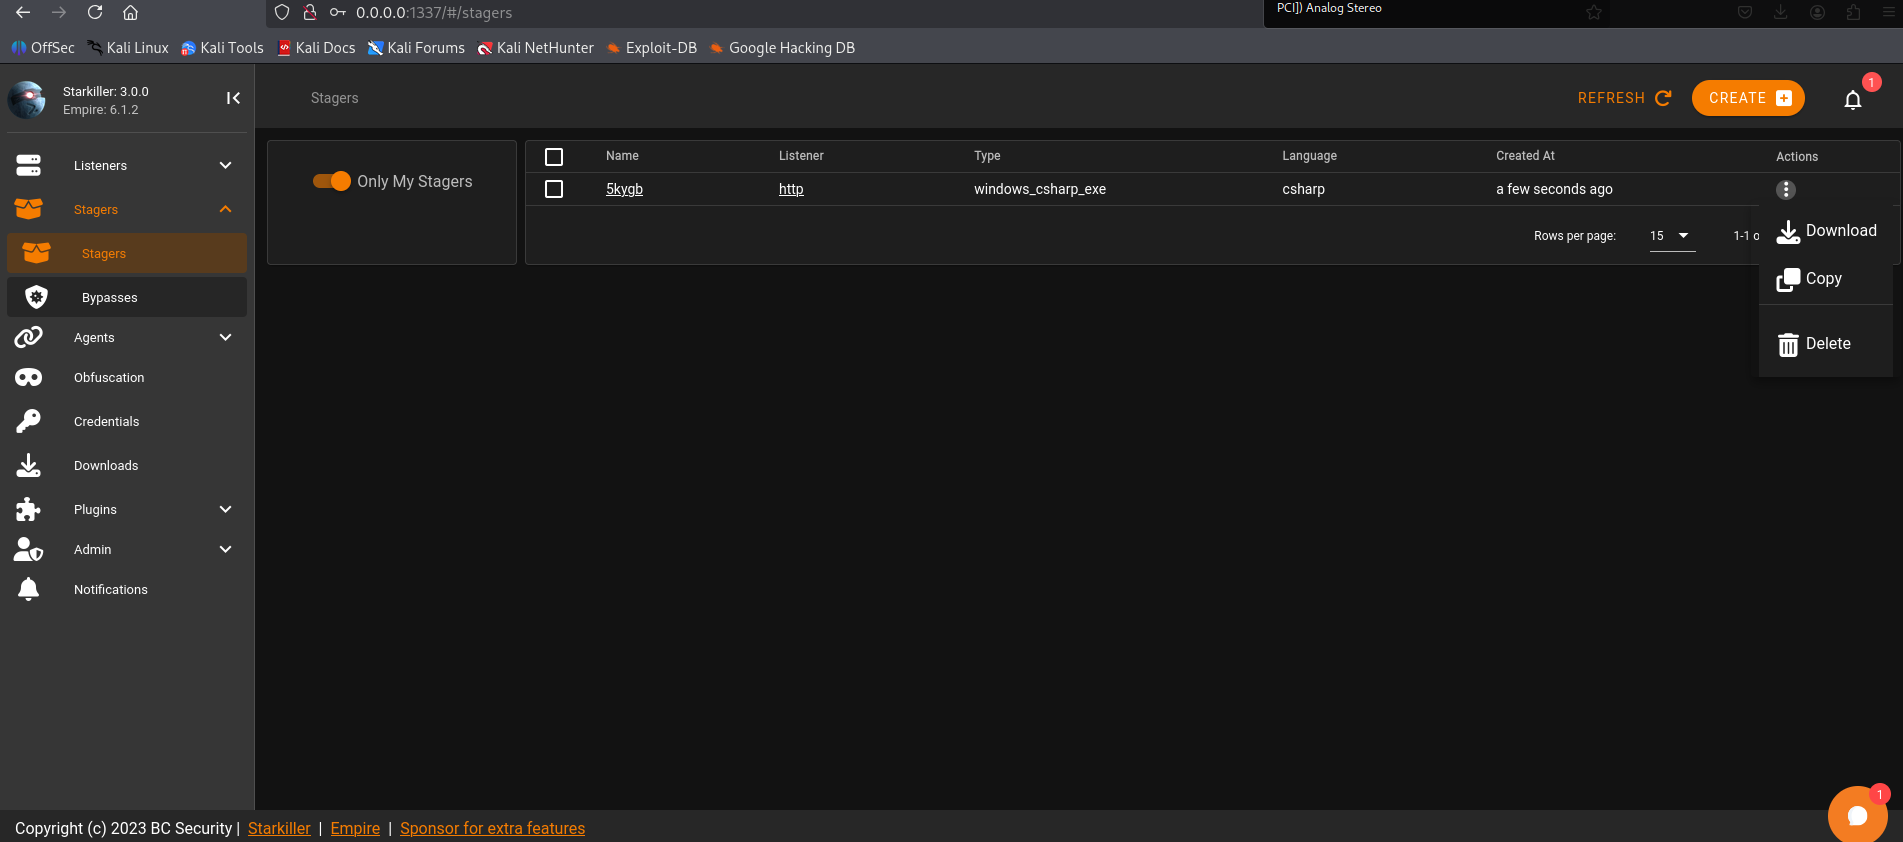 0.0.0.0:1337/#/stagers
PCI]) Analog Stereo
OffSec Kali Linux Kali Tools Kali Docs Kali Forums Kali NetHunter Exploit-DB Google Hacking DB
Starkiller: 3.0.0
Empire: 6.1.2
Listeners
Stagers
Stagers
Bypasses
Agents
Obfuscation
Credentials
Downloads
Plugins
Admin
Notifications
Stagers
REFRESH CREATE 1
Only My Stagers
Name Listener Type Language Created At Actions
5kygb http windows_csharp_exe csharp a few seconds ago
Rows per page: 15 1-1 o
Download
Copy
Delete
1
Copyright (c) 2023 BC Security | Starkiller | Empire | Sponsor for extra features